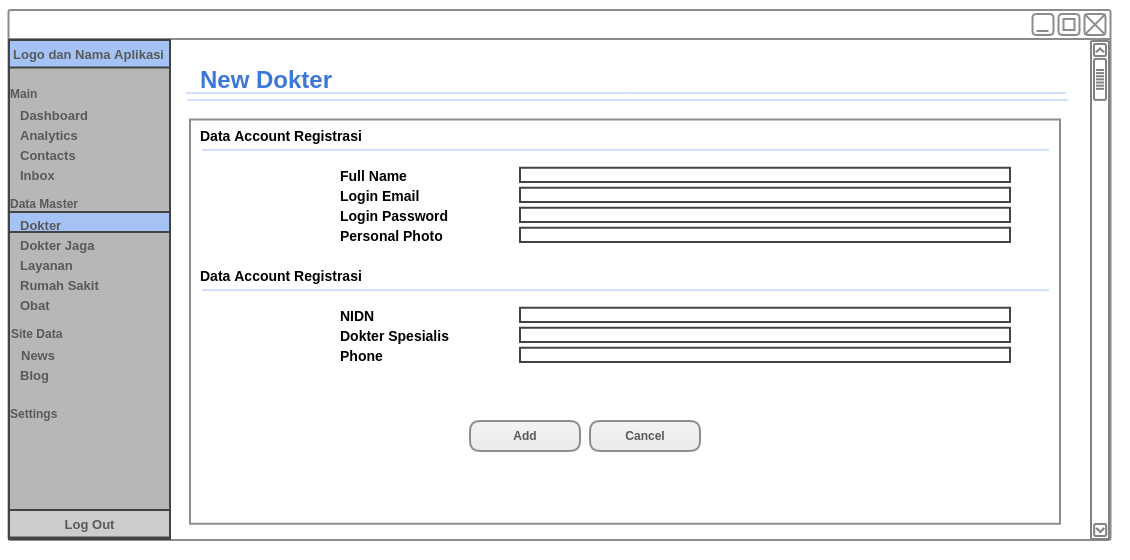 Logo dan Nama Aplikasi
Main
Dashboard
Analytics
Contacts
Inbox
Data Master
Dokter
Dokter Jaga
Layanan
Rumah Sakit
Obat
Site Data
News
Blog
Settings
Log Out
New Dokter
Data Account Registrasi
Full Name
Login Email
Login Password
Personal Photo
Data Account Registrasi
NIDN
Dokter Spesialis
Phone
Add
Cancel